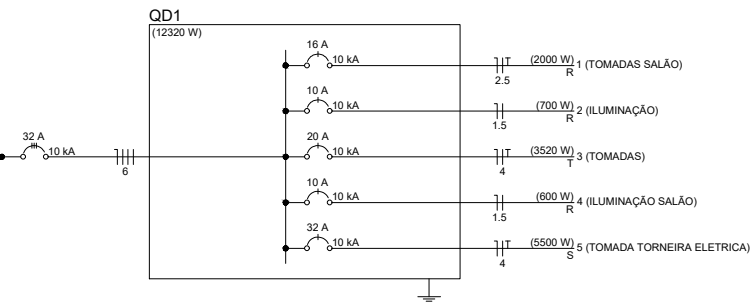 QD1
(12320 W)
32 A
10 kA
6
16 A
10 kA
T
2.5
(2000 W)
R
1 (TOMADAS SALÃO)
10 A
10 kA
1.5
(700 W)
R
2 (ILUMINAÇÃO)
20 A
10 kA
T
4
(3520 W)
T
3 (TOMADAS)
10 A
10 kA
1.5
(600 W)
R
4 (ILUMINAÇÃO SALÃO)
32 A
10 kA
T
4
(5500 W)
S
5 (TOMADA TORNEIRA ELETRICA)